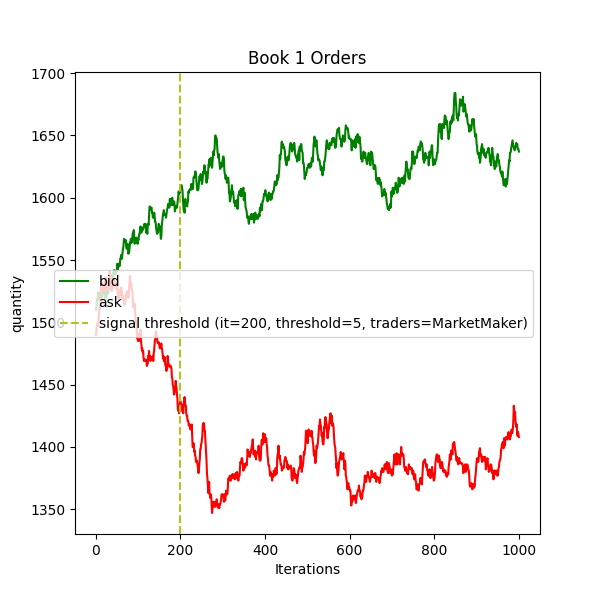 Book 1 Orders
1700
1650
1600
1550
1500
1450
1400
1350
quantity
bid
ask
signal threshold (it=200, threshold=5, traders=MarketMaker)
0
200
400
600
800
1000
Iterations